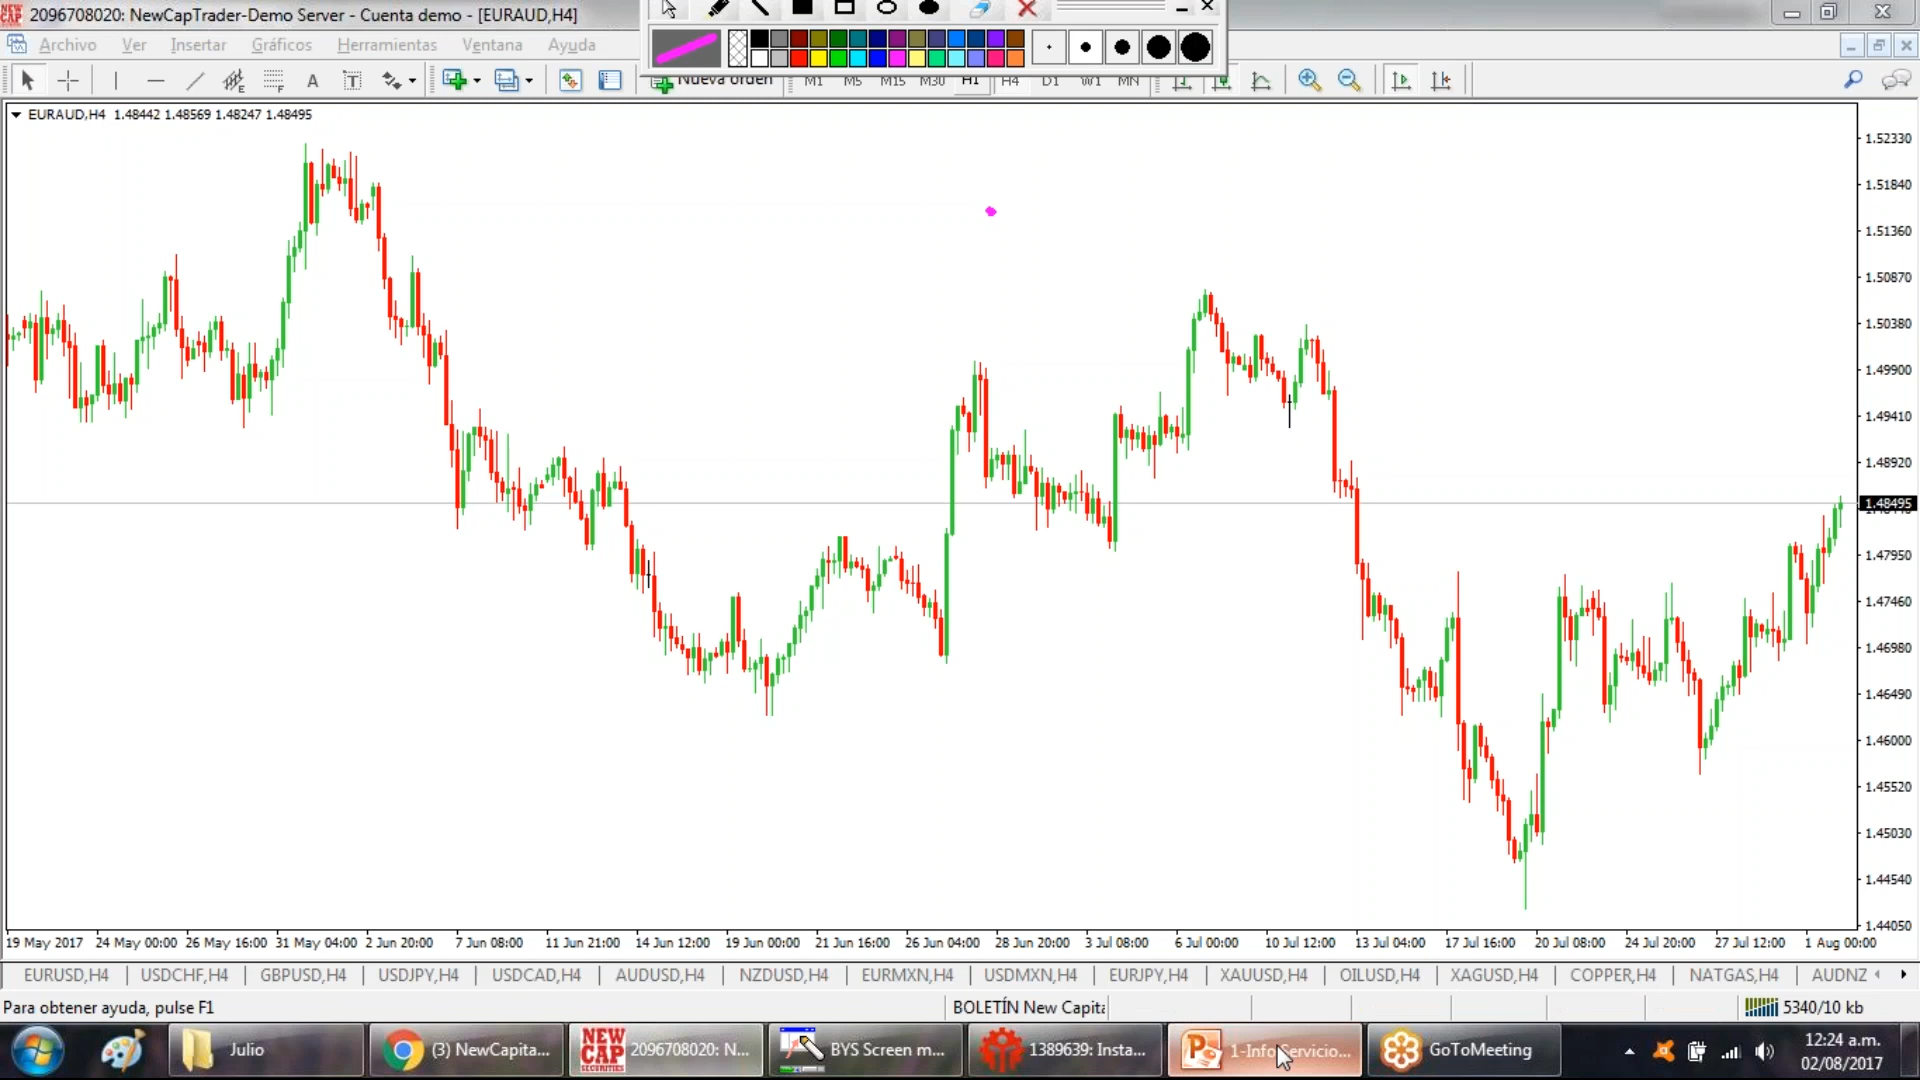 2096708020: NewCapTrader-Demo Server - Cuenta demo - [EURAUD,H4]
Archivo Ver Insertar Gráficos Herramientas Ventana Ayuda
Nueva orden M1 M5 M15 M30 H1 H4 D1 W1 MN
EURAUD,H4 1.48442 1.48569 1.48247 1.48495
1.52330
1.51840
1.51360
1.50870
1.50380
1.49900
1.49410
1.48920
1.48495
1.47950
1.47460
1.46980
1.46490
1.46000
1.45520
1.45030
1.44540
1.44050
19 May 2017 24 May 00:00 26 May 16:00 31 May 04:00 2 Jun 20:00 7 Jun 08:00 11 Jun 21:00 14 Jun 12:00 19 Jun 00:00 21 Jun 16:00 26 Jun 04:00 28 Jun 20:00 3 Jul 08:00 6 Jul 00:00 10 Jul 12:00 13 Jul 04:00 17 Jul 16:00 20 Jul 08:00 24 Jul 20:00 27 Jul 12:00 1 Aug 00:00
EURUSD,H4 USDCHF,H4 GBPUSD,H4 USDJPY,H4 USDCAD,H4 AUDUSD,H4 NZDUSD,H4 EURMXN,H4 USDMXN,H4 EURJPY,H4 XAUUSD,H4 OILUSD,H4 XAGUSD,H4 COPPER,H4 NATGAS,H4 AUDNZ
Para obtener ayuda, pulse F1 BOLETÍN New Capita 5340/10 kb
Julio (3) NewCapita... NEW CAP SECURITIES 2096708020: N... BYS Screen m... 1389639: Insta... 1-Info Servicio... GoToMeeting 12:24 a.m.
02/08/2017